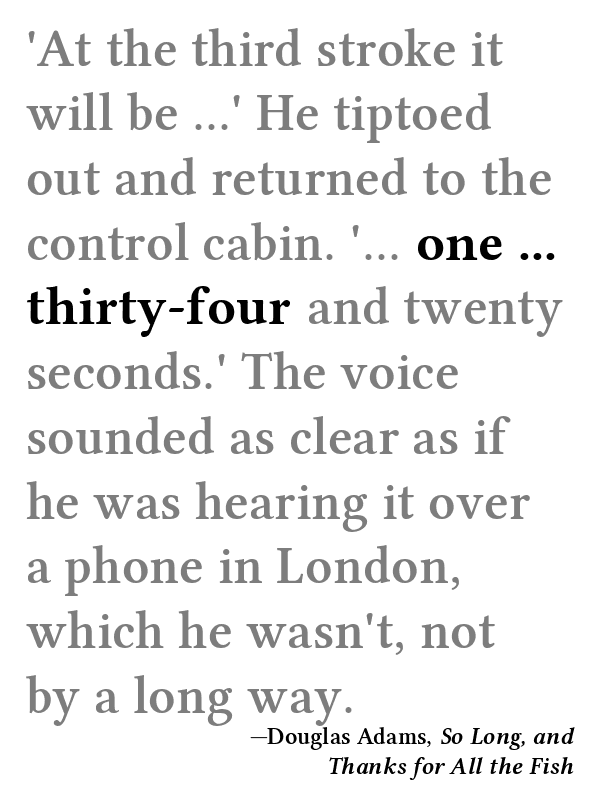 'At the third stroke it
will be ...' He tiptoed
out and returned to the
control cabin. '... one ...
thirty-four and twenty
seconds.' The voice
sounded as clear as if
he was hearing it over
a phone in London,
which he wasn't, not
by a long way.
—Douglas Adams, So Long, and
Thanks for All the Fish